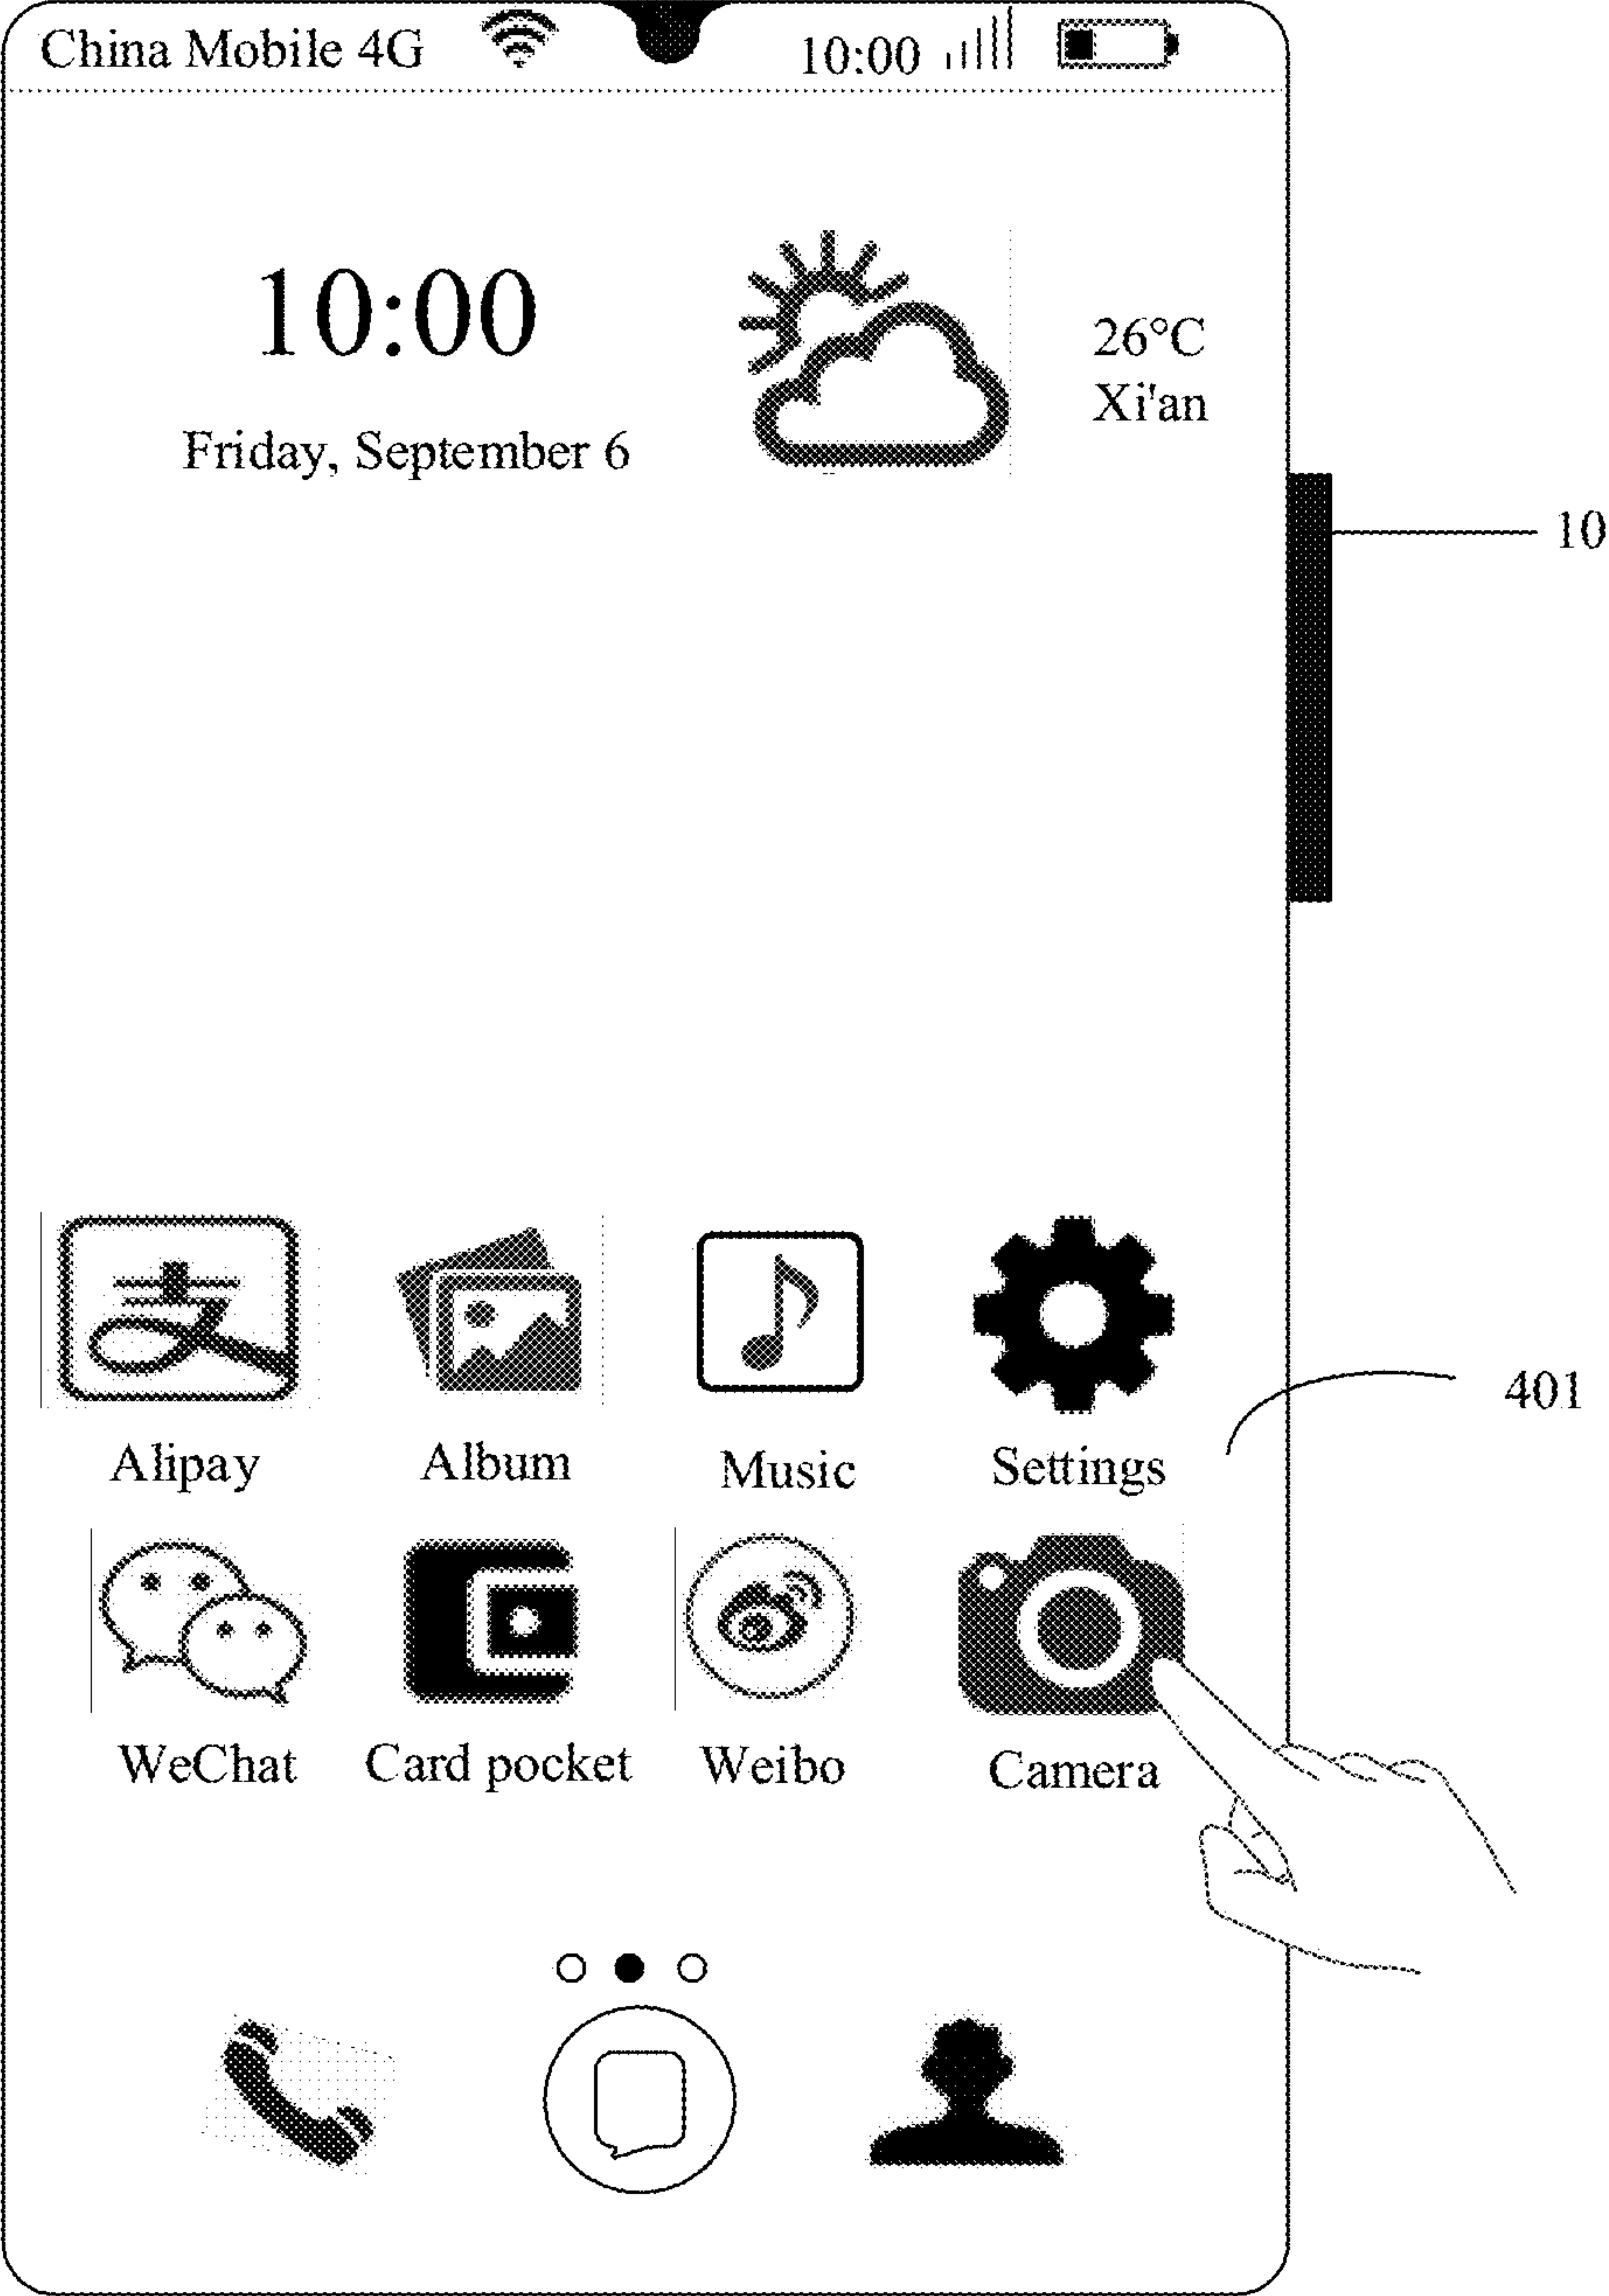 China Mobile 4G 10:00
10:00
26°C
Xi'an
Friday, September 6
10
401
支
Alipay Album Music Settings
WeChat Card pocket Weibo Camera